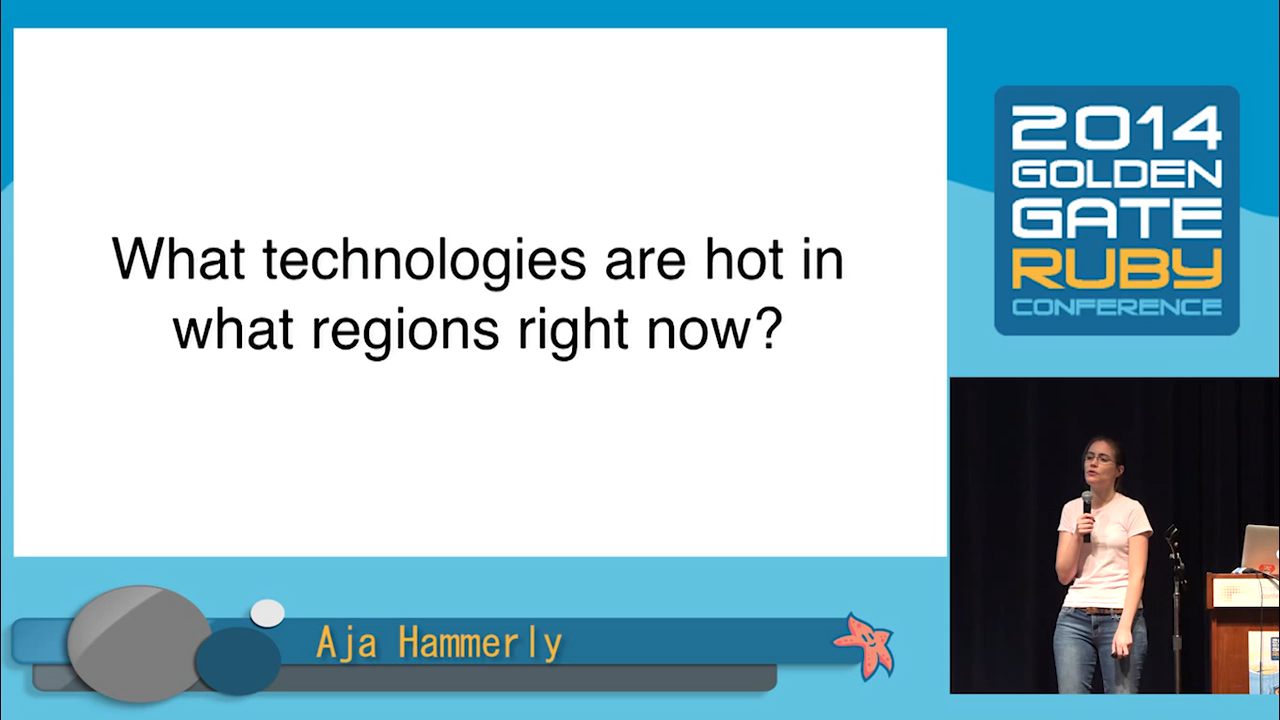 What technologies are hot in
what regions right now?
2014
GOLDEN
GATE
RUBY
CONFERENCE
Aja Hammerly